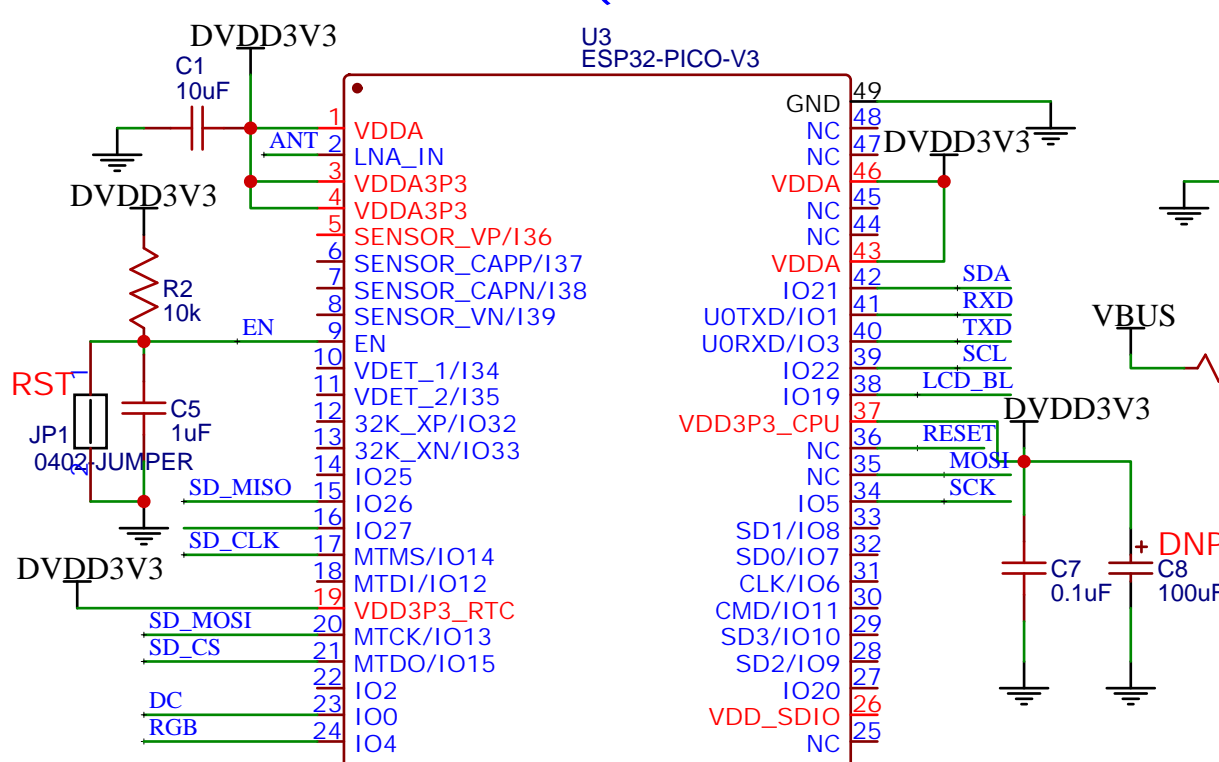 U3
ESP32-PICO-V3
DVDD3V3
C1
10uF
ANT
DVDD3V3
R2
10k
EN
RST
1
JP1
0402-JUMPER
2
C5
1uF
SD_MISO
SD_CLK
DVDD3V3
SD_MOSI
SD_CS
DC
RGB
1 VDDA
2 LNA_IN
3 VDDA3P3
4 VDDA3P3
5 SENSOR_VP/I36
6 SENSOR_CAPP/I37
7 SENSOR_CAPN/I38
8 SENSOR_VN/I39
9 EN
10 VDET_1/I34
11 VDET_2/I35
12 32K_XP/IO32
13 32K_XN/IO33
14 IO25
15 IO26
16 IO27
17 MTMS/IO14
18 MTDI/IO12
19 VDD3P3_RTC
20 MTCK/IO13
21 MTDO/IO15
22 IO2
23 IO0
24 IO4
GND 49
NC 48
NC 47
VDDA 46
NC 45
NC 44
VDDA 43
IO21 42
U0TXD/IO1 41
U0RXD/IO3 40
IO22 39
IO19 38
VDD3P3_CPU 37
NC 36
NC 35
IO5 34
SD1/IO8 33
SD0/IO7 32
CLK/IO6 31
CMD/IO11 30
SD3/IO10 29
SD2/IO9 28
IO20 27
VDD_SDIO 26
NC 25
DVDD3V3
SDA
RXD
TXD
SCL
LCD_BL
RESET
MOSI
SCK
VBUS
DVDD3V3
C7
0.1uF
+ DNP
C8
100uF